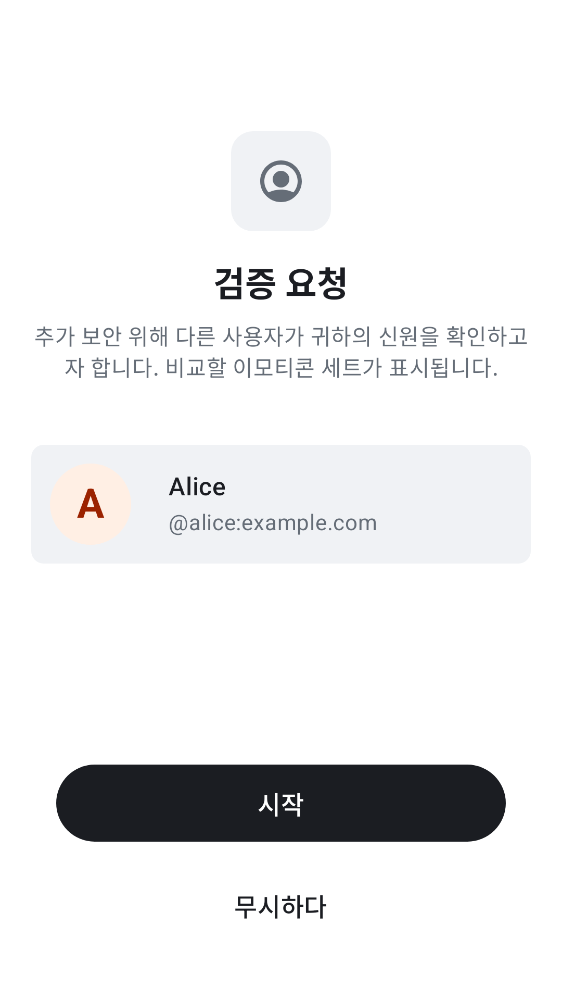 검증 요청
추가 보안 위해 다른 사용자가 귀하의 신원을 확인하고
자 합니다. 비교할 이모티콘 세트가 표시됩니다.
A
Alice
@alice:example.com
시작
무시하다